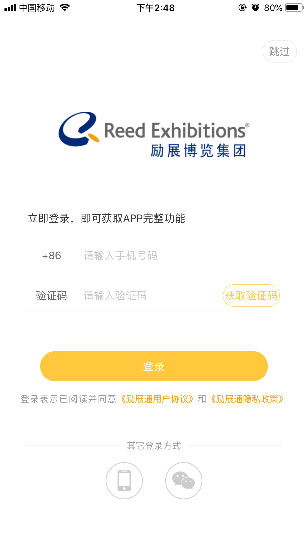 中国移动 下午2:48 80%
跳过
Reed Exhibitions®
励展博览集团
立即登录，即可获取APP完整功能
+86 请输入手机号码
验证码 请输入验证码 获取验证码
登录
登录表示已阅读并同意《励展通用户协议》和《励展通隐私政策》
其它登录方式